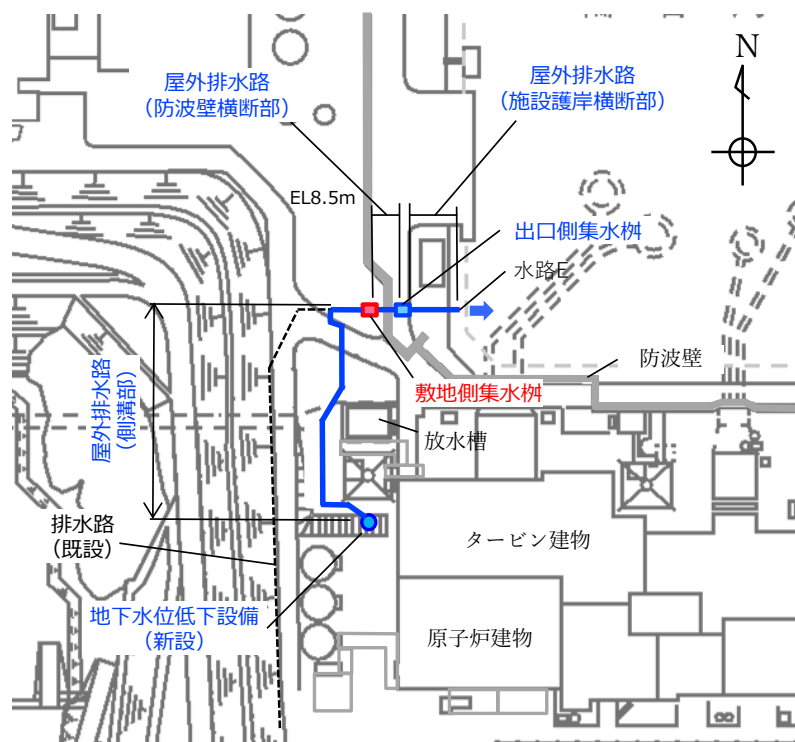 屋外排水路
（防波壁横断部）
屋外排水路
（施設護岸横断部）
N
EL8.5m
出口側集水桝
水路E
防波壁
敷地側集水桝
放水槽
屋外排水路
（側溝部）
排水路
（既設）
タービン建物
地下水位低下設備
（新設）
原子炉建物